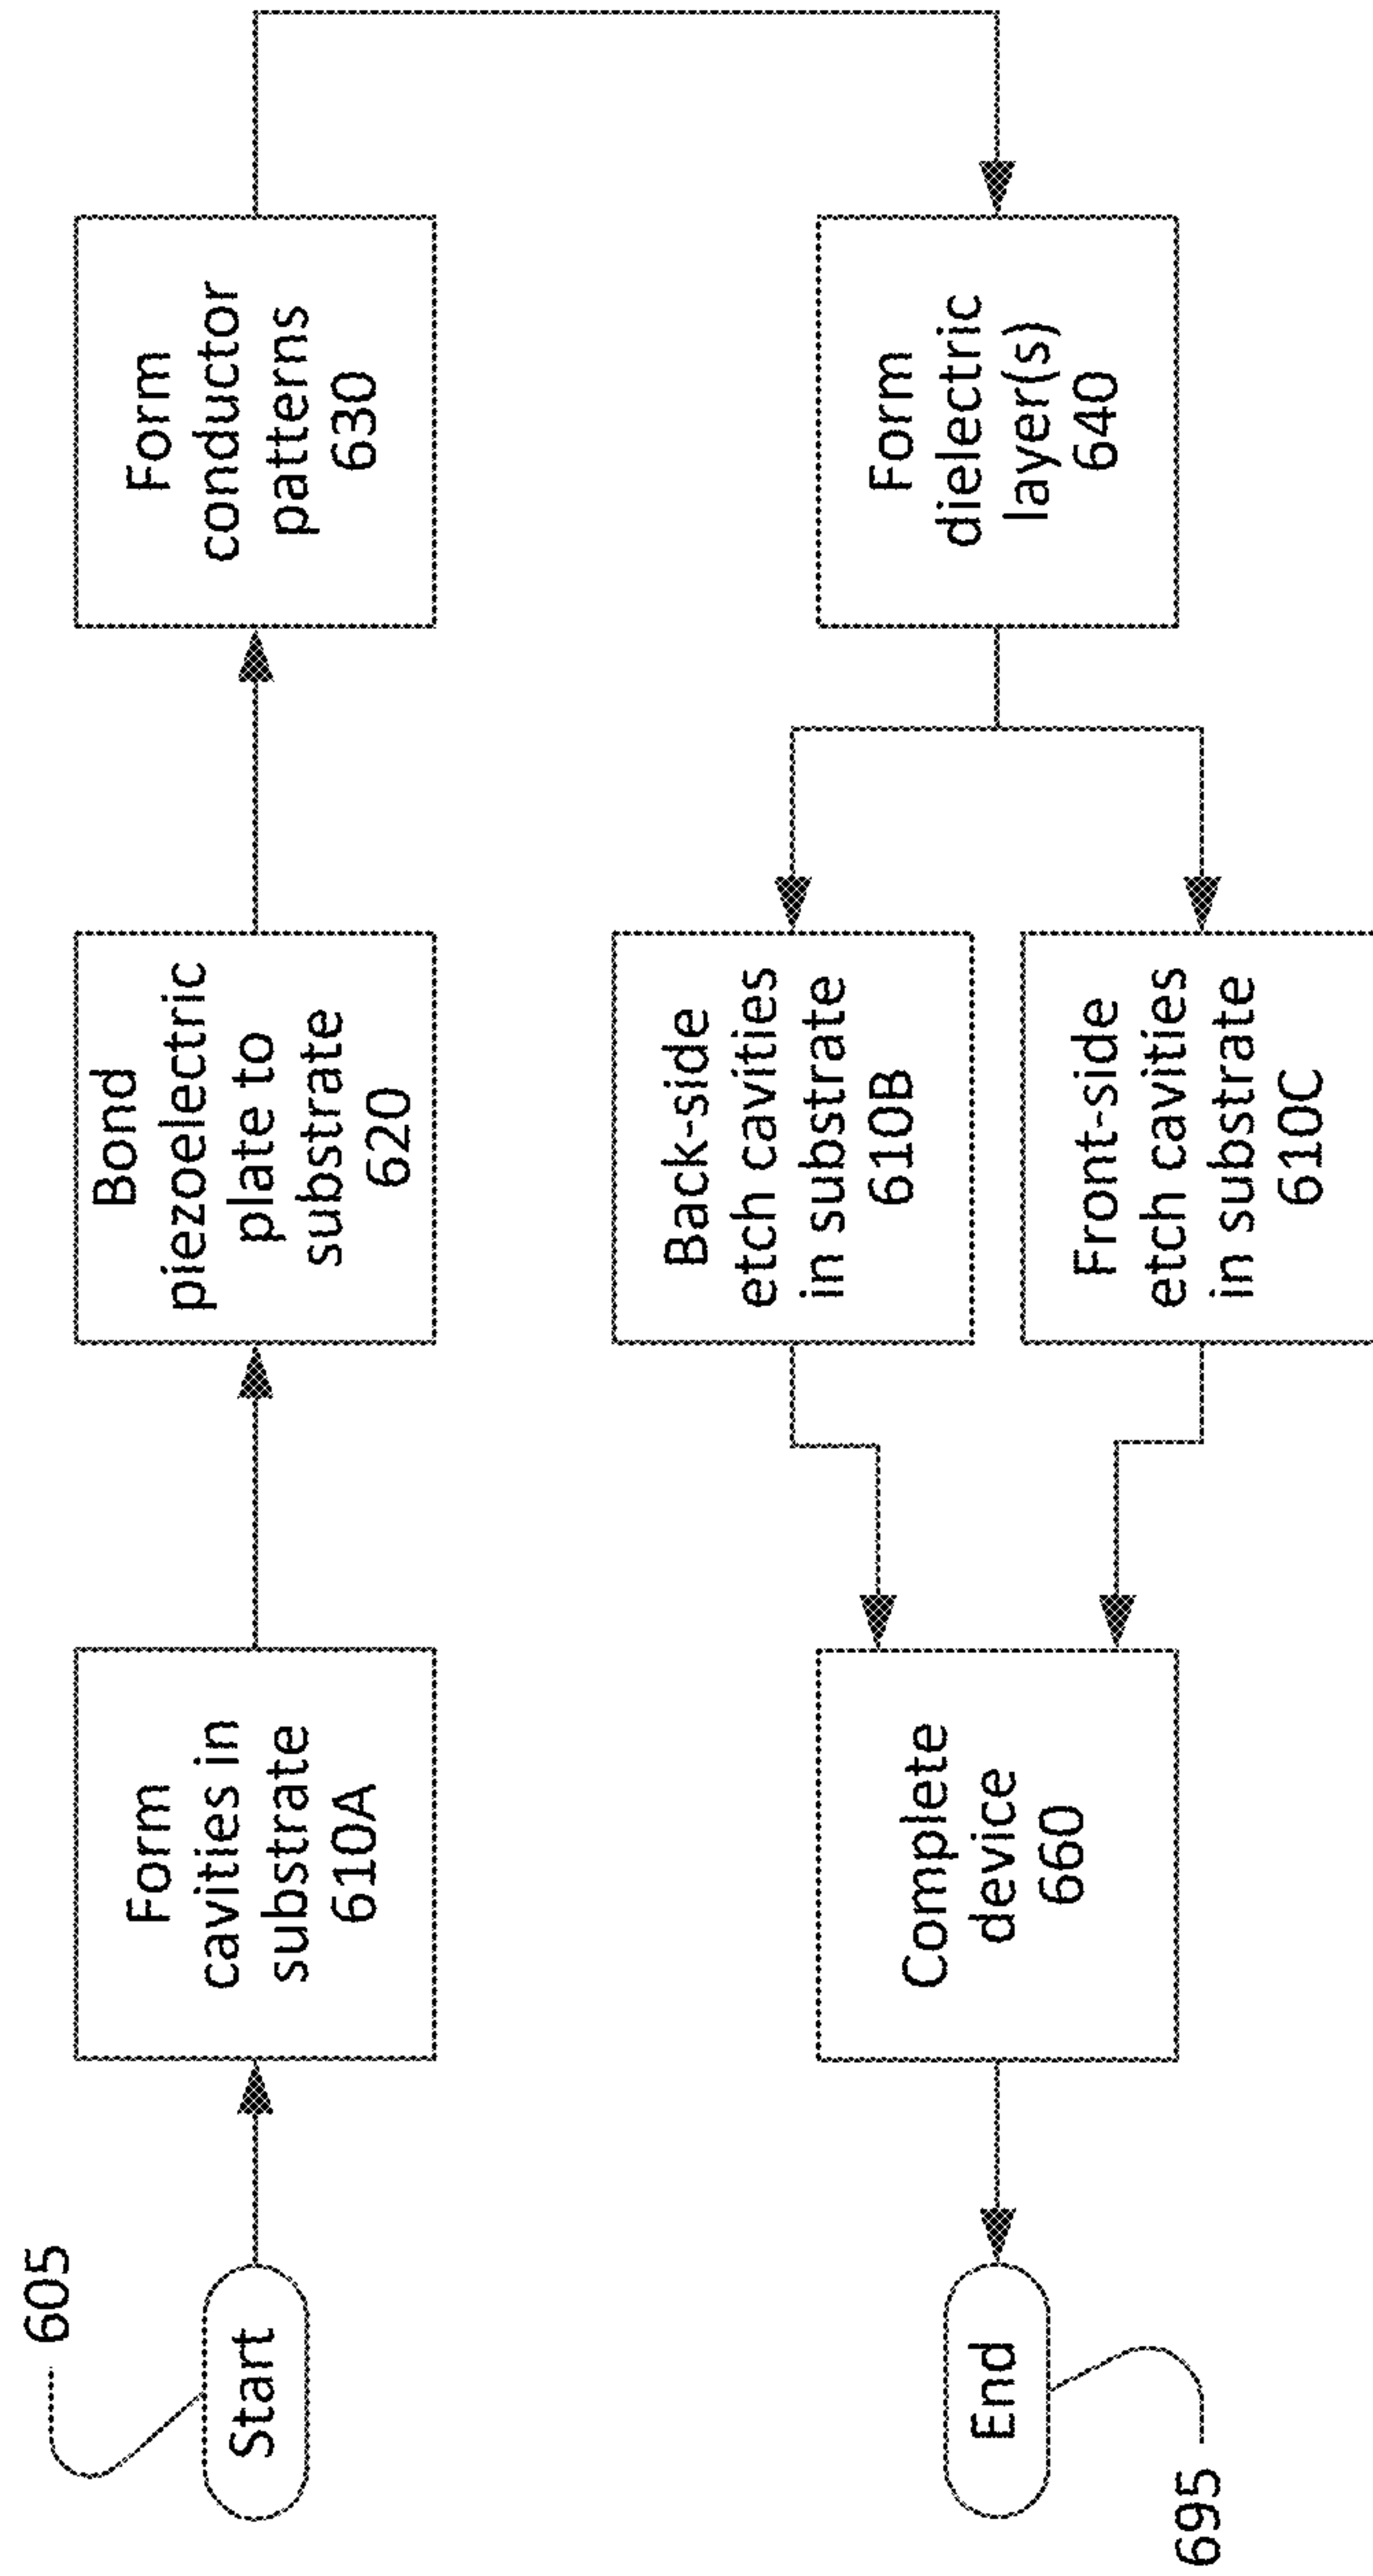 605
Start
Form
cavities in
substrate
610A
Bond
piezoelectric
plate to
substrate
620
Form
conductor
patterns
630
Form
dielectric
layer(s)
640
Back-side
etch cavities
in substrate
610B
Front-side
etch cavities
in substrate
610C
Complete
device
660
End
695